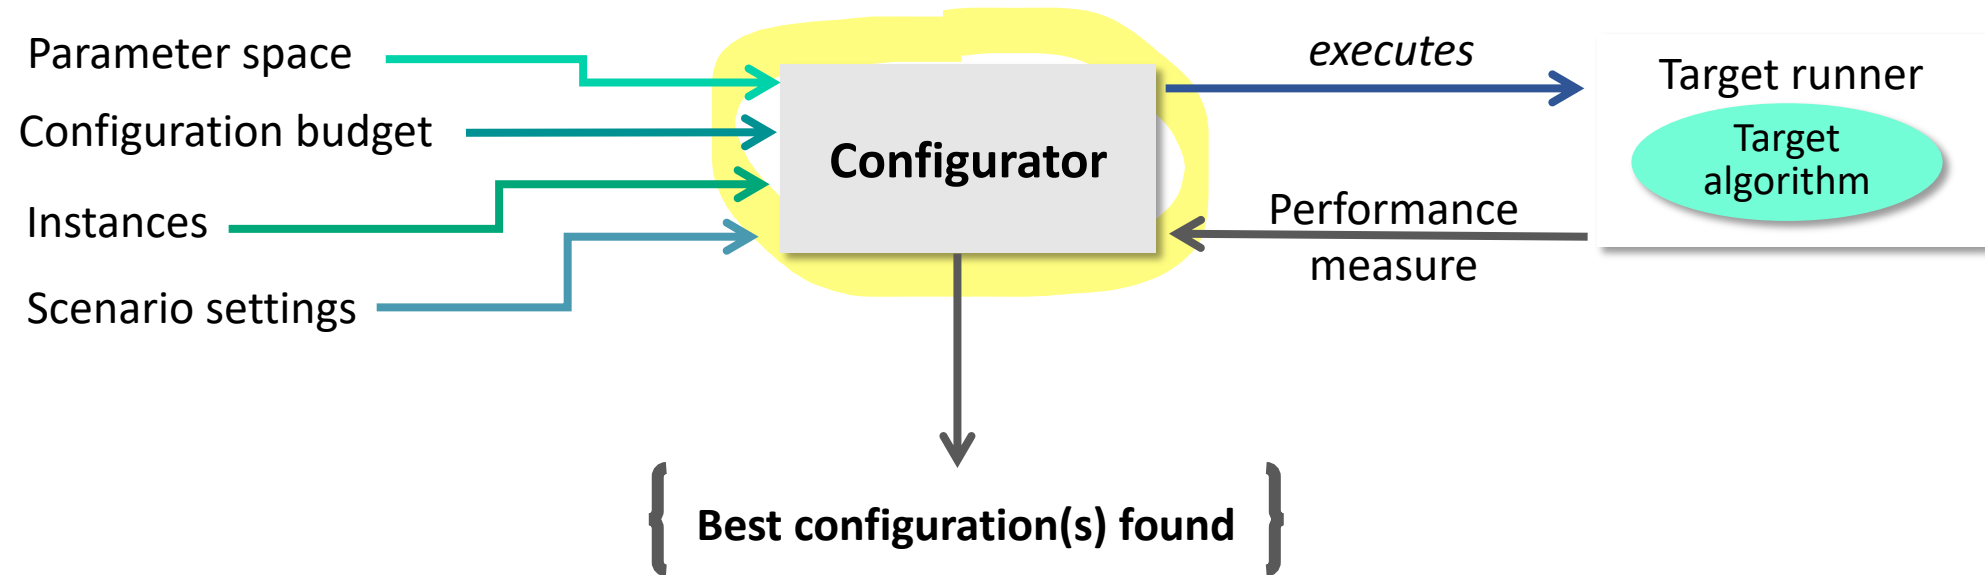 Parameter space
Configuration budget
Instances
Scenario settings
Configurator
executes
Performance
measure
Target runner
Target
algorithm
Best configuration(s) found